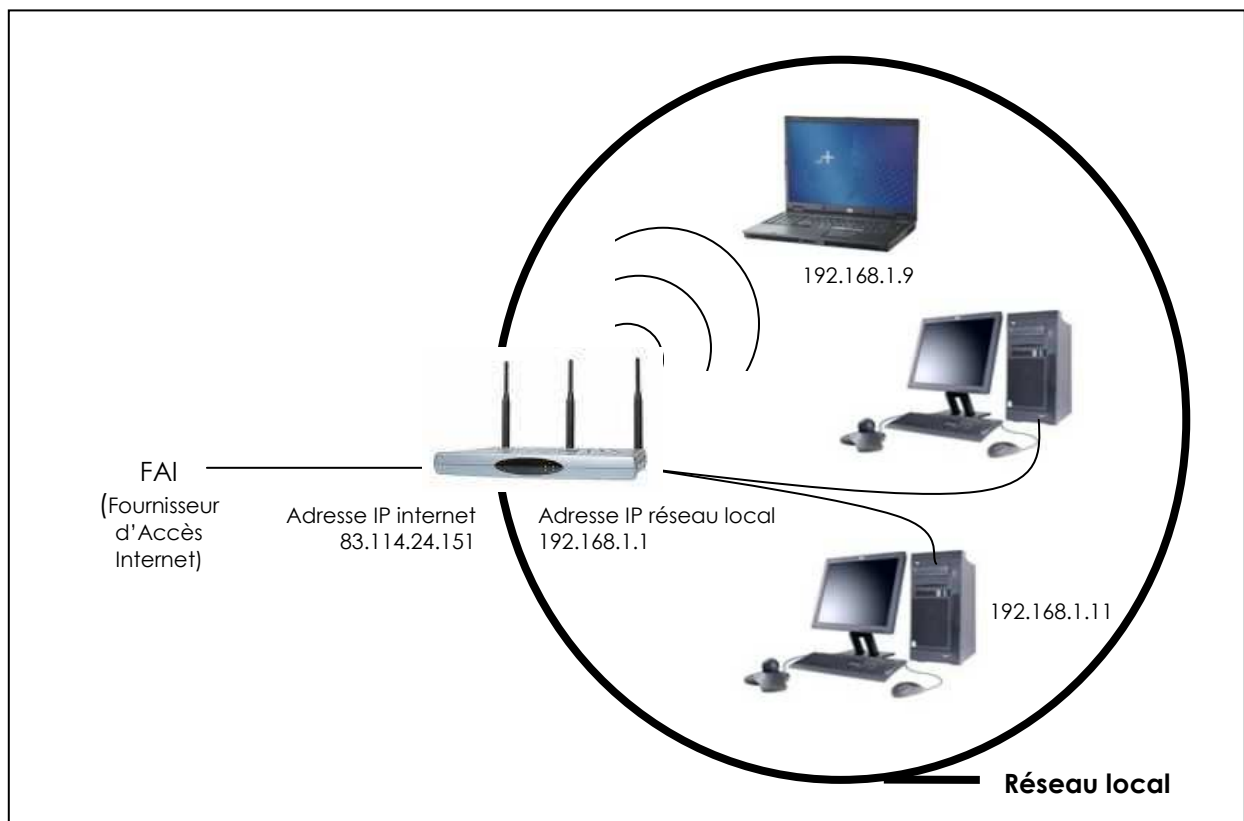 192.168.1.9
FAI
(Fournisseur
d'Accès
Internet)
Adresse IP internet
83.114.24.151
Adresse IP réseau local
192.168.1.1
192.168.1.11
Réseau local